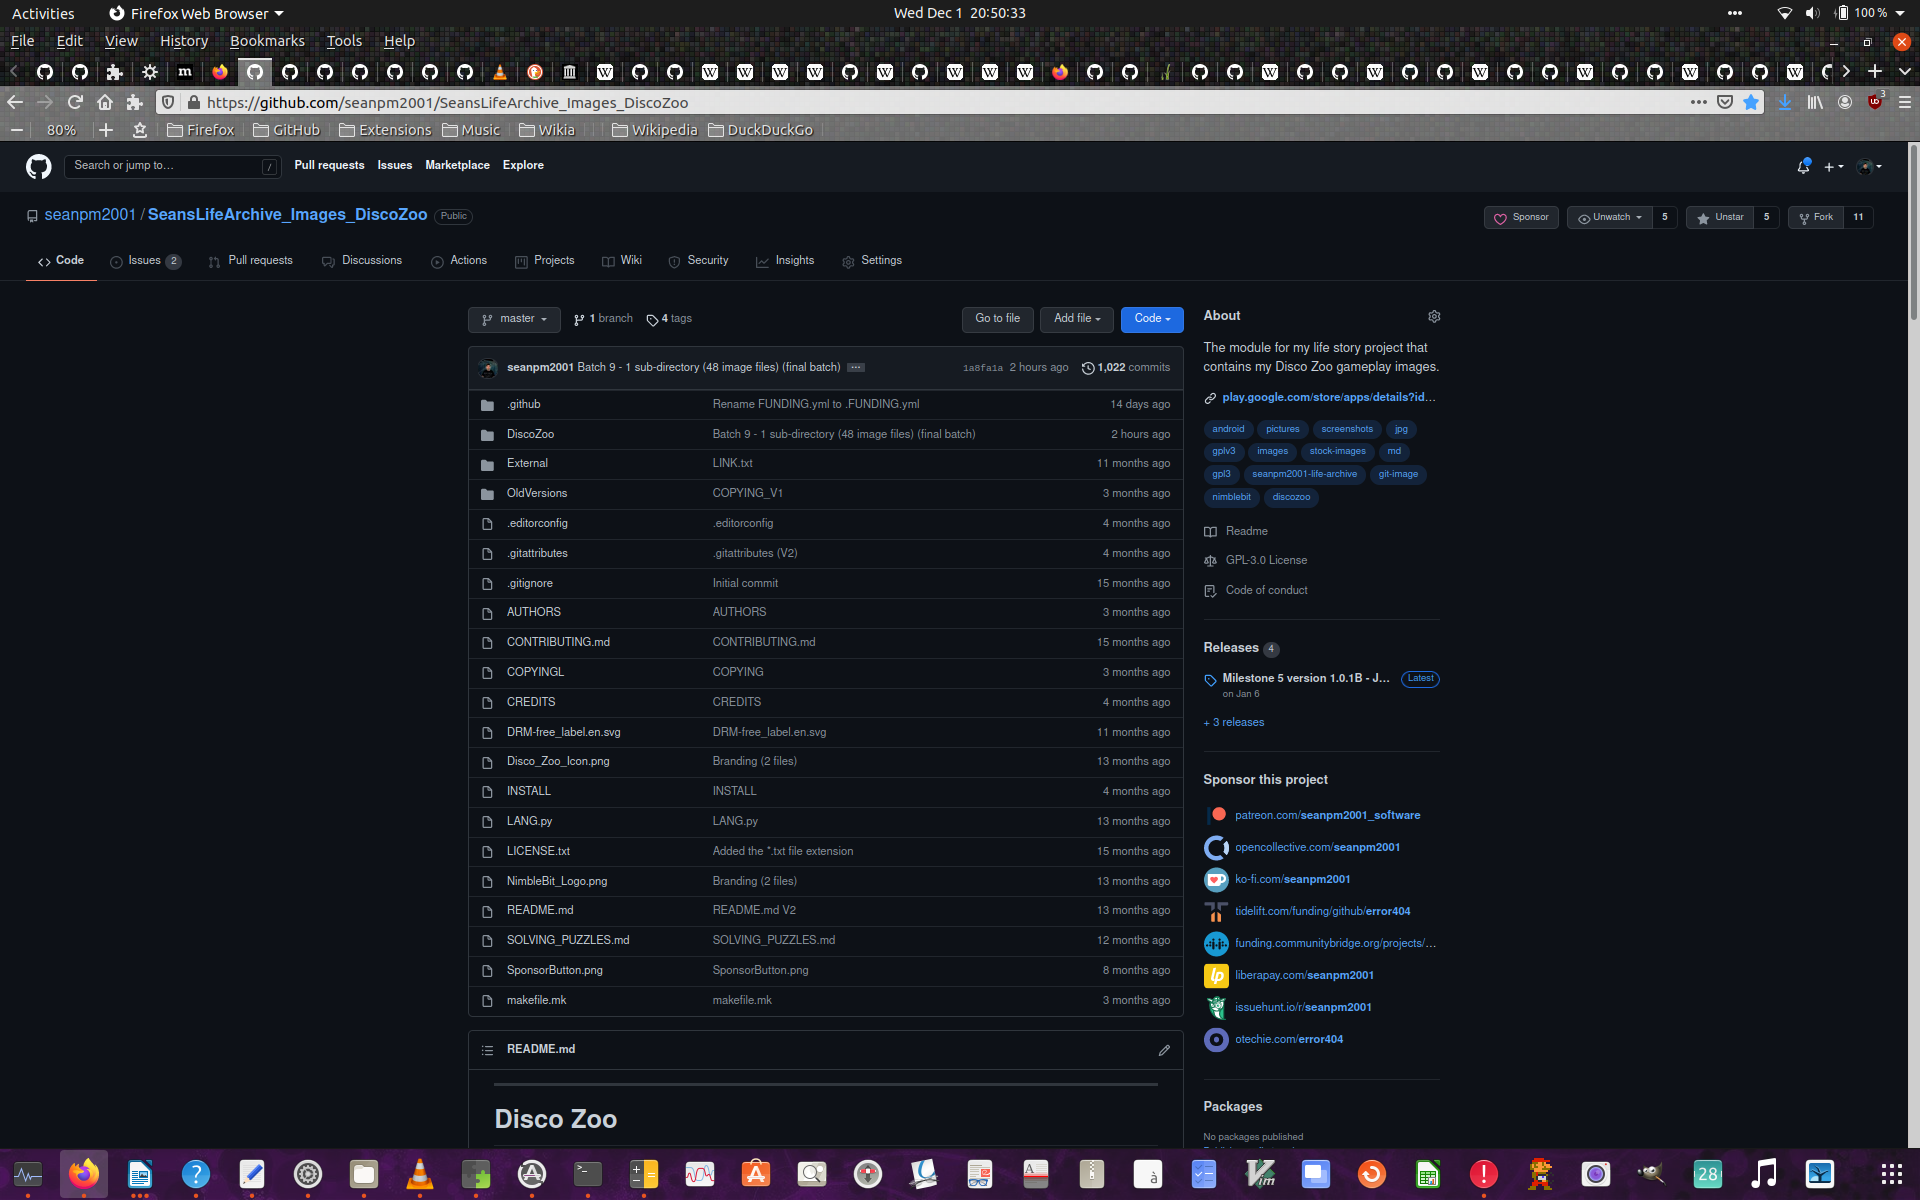 Activities Firefox Web Browser Wed Dec 1 20:50:33 100 %
File Edit View History Bookmarks Tools Help
https://github.com/seanpm2001/SeansLifeArchive_Images_DiscoZoo 3
80% Firefox GitHub Extensions Music Wikia Wikipedia DuckDuckGo
Search or jump to… / Pull requests Issues Marketplace Explore
seanpm2001 / SeansLifeArchive_Images_DiscoZoo Public Sponsor Unwatch 5 Unstar 5 Fork 11
Code Issues 2 Pull requests Discussions Actions Projects Wiki Security Insights Settings
master 1 branch 4 tags Go to file Add file Code
seanpm2001 Batch 9 - 1 sub-directory (48 image files) (final batch) ... 1a8fa1a 2 hours ago 1,022 commits
.github Rename FUNDING.yml to .FUNDING.yml 14 days ago
DiscoZoo Batch 9 - 1 sub-directory (48 image files) (final batch) 2 hours ago
External LINK.txt 11 months ago
OldVersions COPYING_V1 3 months ago
.editorconfig .editorconfig 4 months ago
.gitattributes .gitattributes (V2) 4 months ago
.gitignore Initial commit 15 months ago
AUTHORS AUTHORS 3 months ago
CONTRIBUTING.md CONTRIBUTING.md 15 months ago
COPYINGL COPYING 3 months ago
CREDITS CREDITS 4 months ago
DRM-free_label.en.svg DRM-free_label.en.svg 11 months ago
Disco_Zoo_Icon.png Branding (2 files) 13 months ago
INSTALL INSTALL 4 months ago
LANG.py LANG.py 13 months ago
LICENSE.txt Added the *.txt file extension 15 months ago
NimbleBit_Logo.png Branding (2 files) 13 months ago
README.md README.md V2 13 months ago
SOLVING_PUZZLES.md SOLVING_PUZZLES.md 12 months ago
SponsorButton.png SponsorButton.png 8 months ago
makefile.mk makefile.mk 3 months ago
README.md
Disco Zoo
About
The module for my life story project that
contains my Disco Zoo gameplay images.
play.google.com/store/apps/details?id…
android pictures screenshots jpg
gplv3 images stock-images md
gpl3 seanpm2001-life-archive git-image
nimblebit discozoo
Readme
GPL-3.0 License
Code of conduct
Releases 4
Milestone 5 version 1.0.1B - J… Latest
on Jan 6
+ 3 releases
Sponsor this project
patreon.com/seanpm2001_software
opencollective.com/seanpm2001
ko-fi.com/seanpm2001
tidelift.com/funding/github/error404
funding.communitybridge.org/projects/…
liberapay.com/seanpm2001
issuehunt.io/r/seanpm2001
otechie.com/error404
Packages
No packages published
28